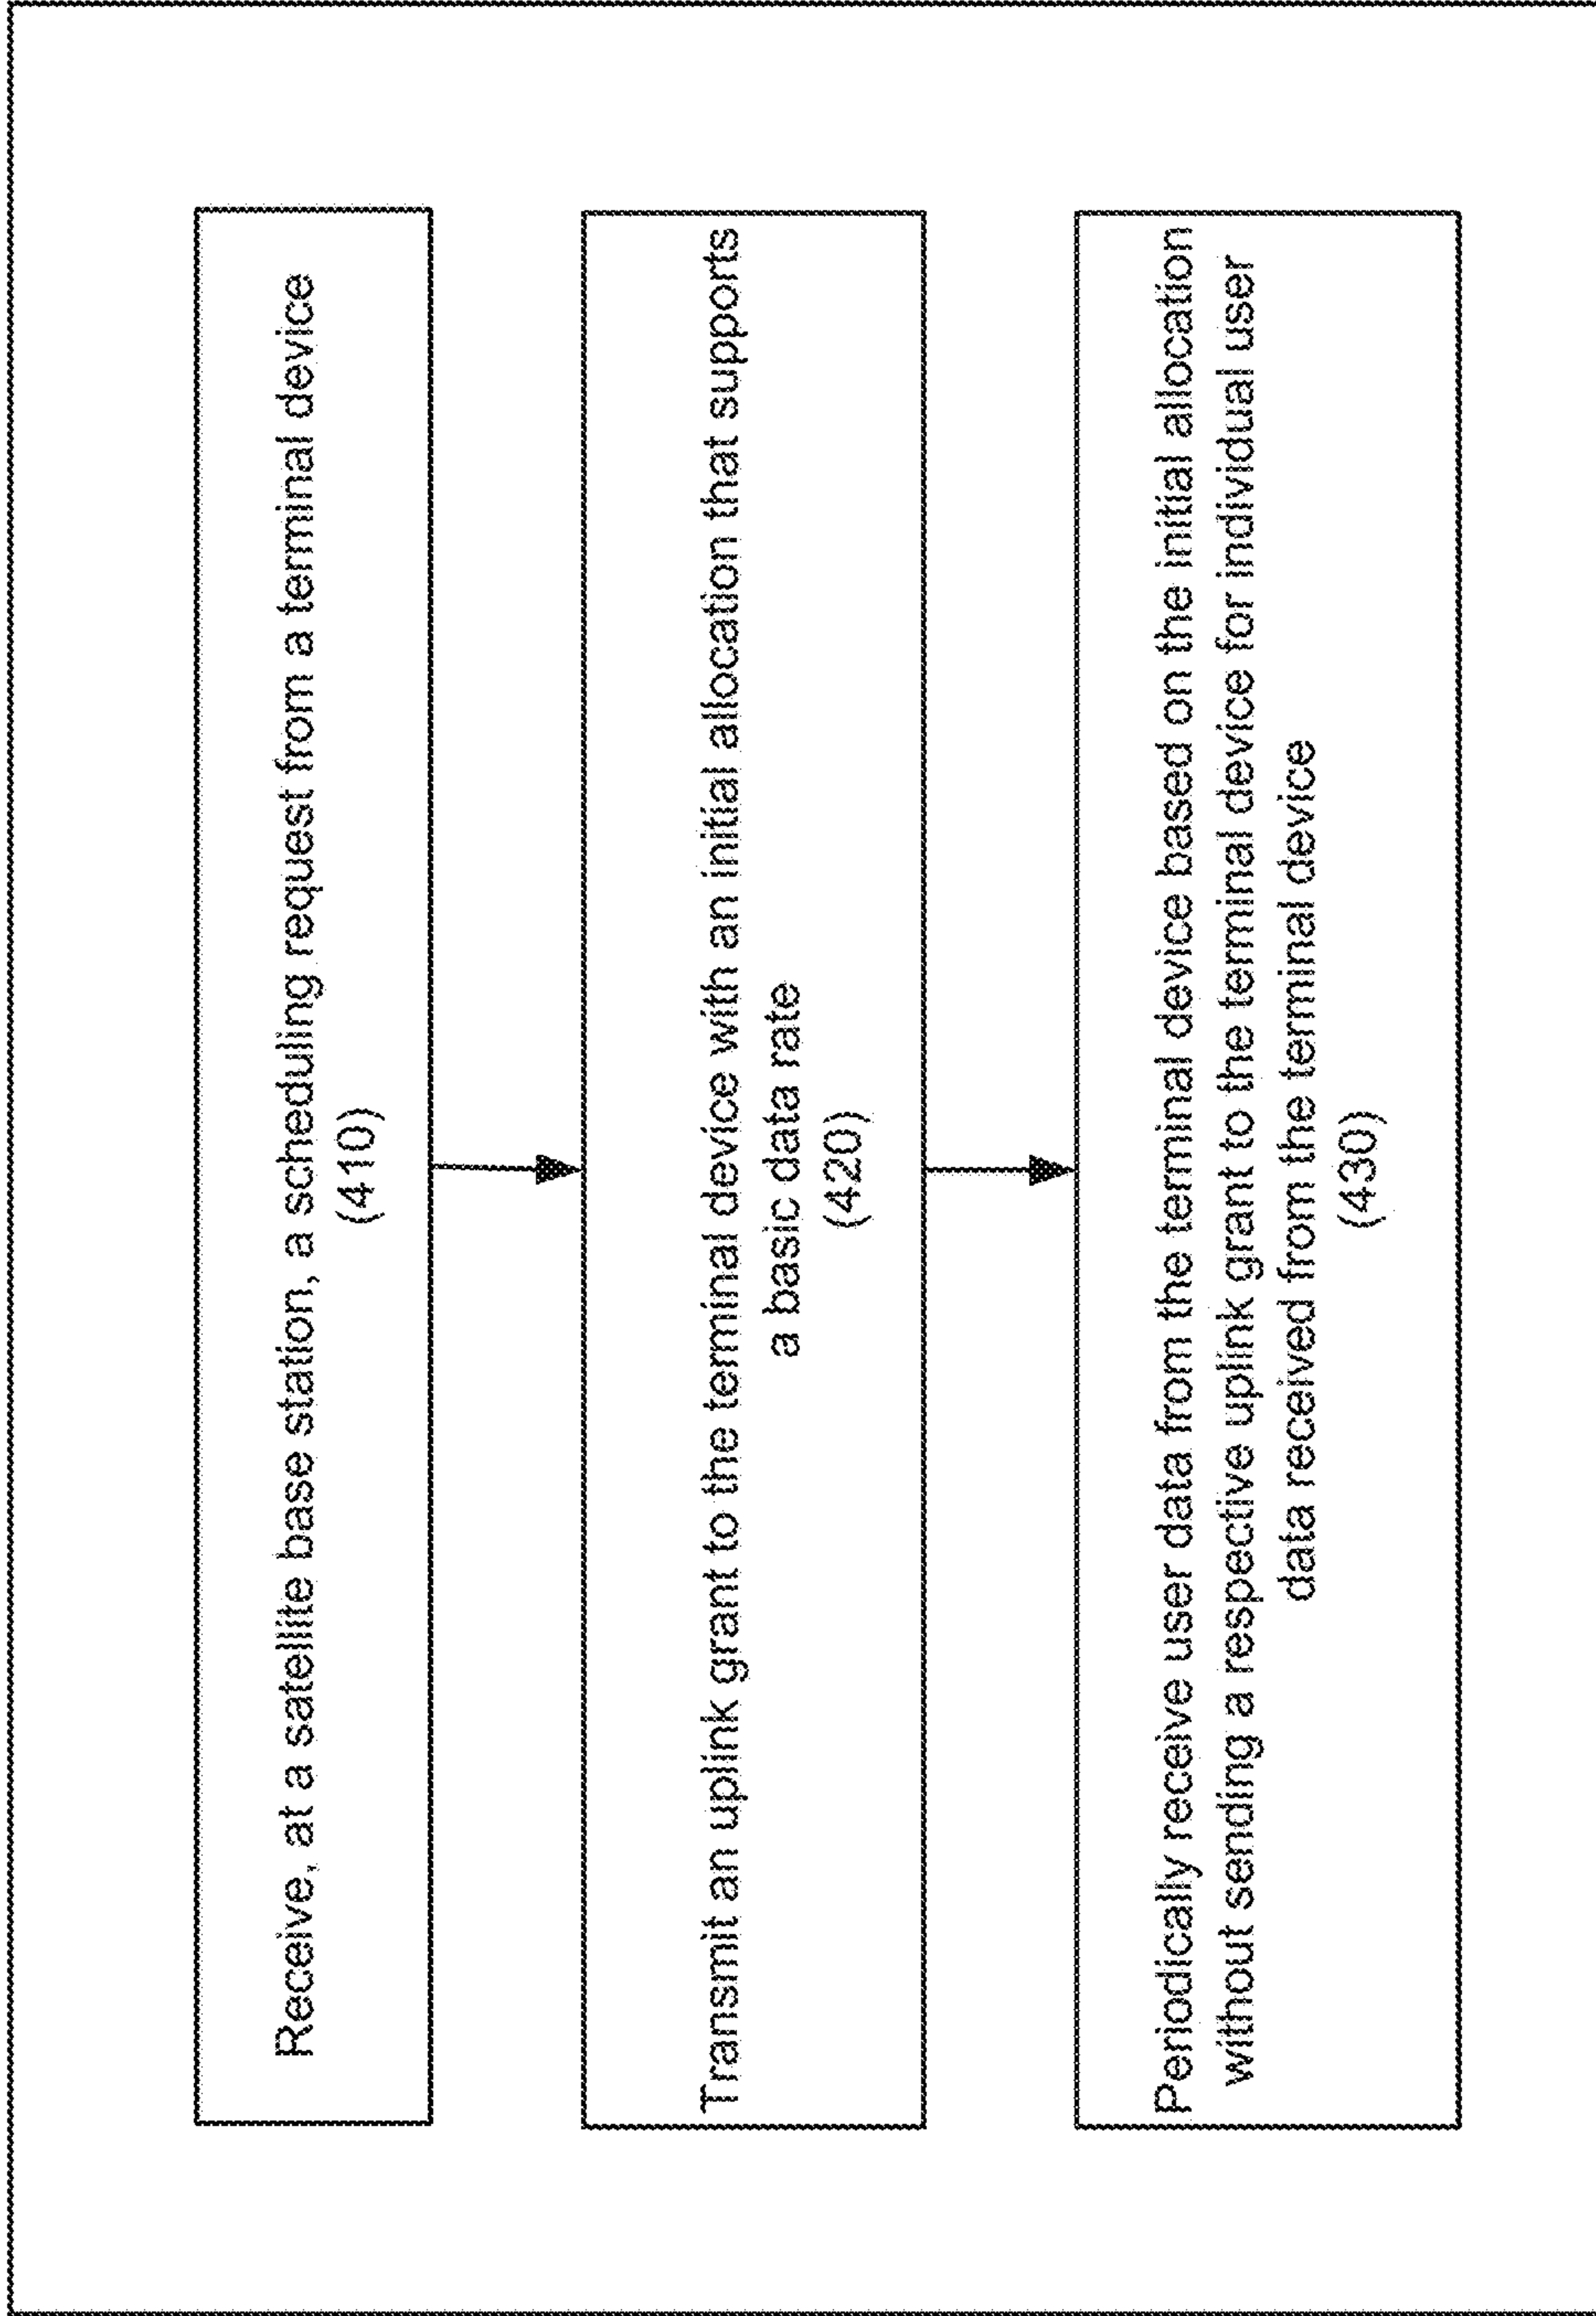 Receive, at a satellite base station, a scheduling request from a terminal device
(410)
Transmit an uplink grant to the terminal device with an initial allocation that supports
a basic data rate
(420)
Periodically receive user data from the terminal device based on the initial allocation
without sending a respective uplink grant to the terminal device for individual user
data received from the terminal device
(430)